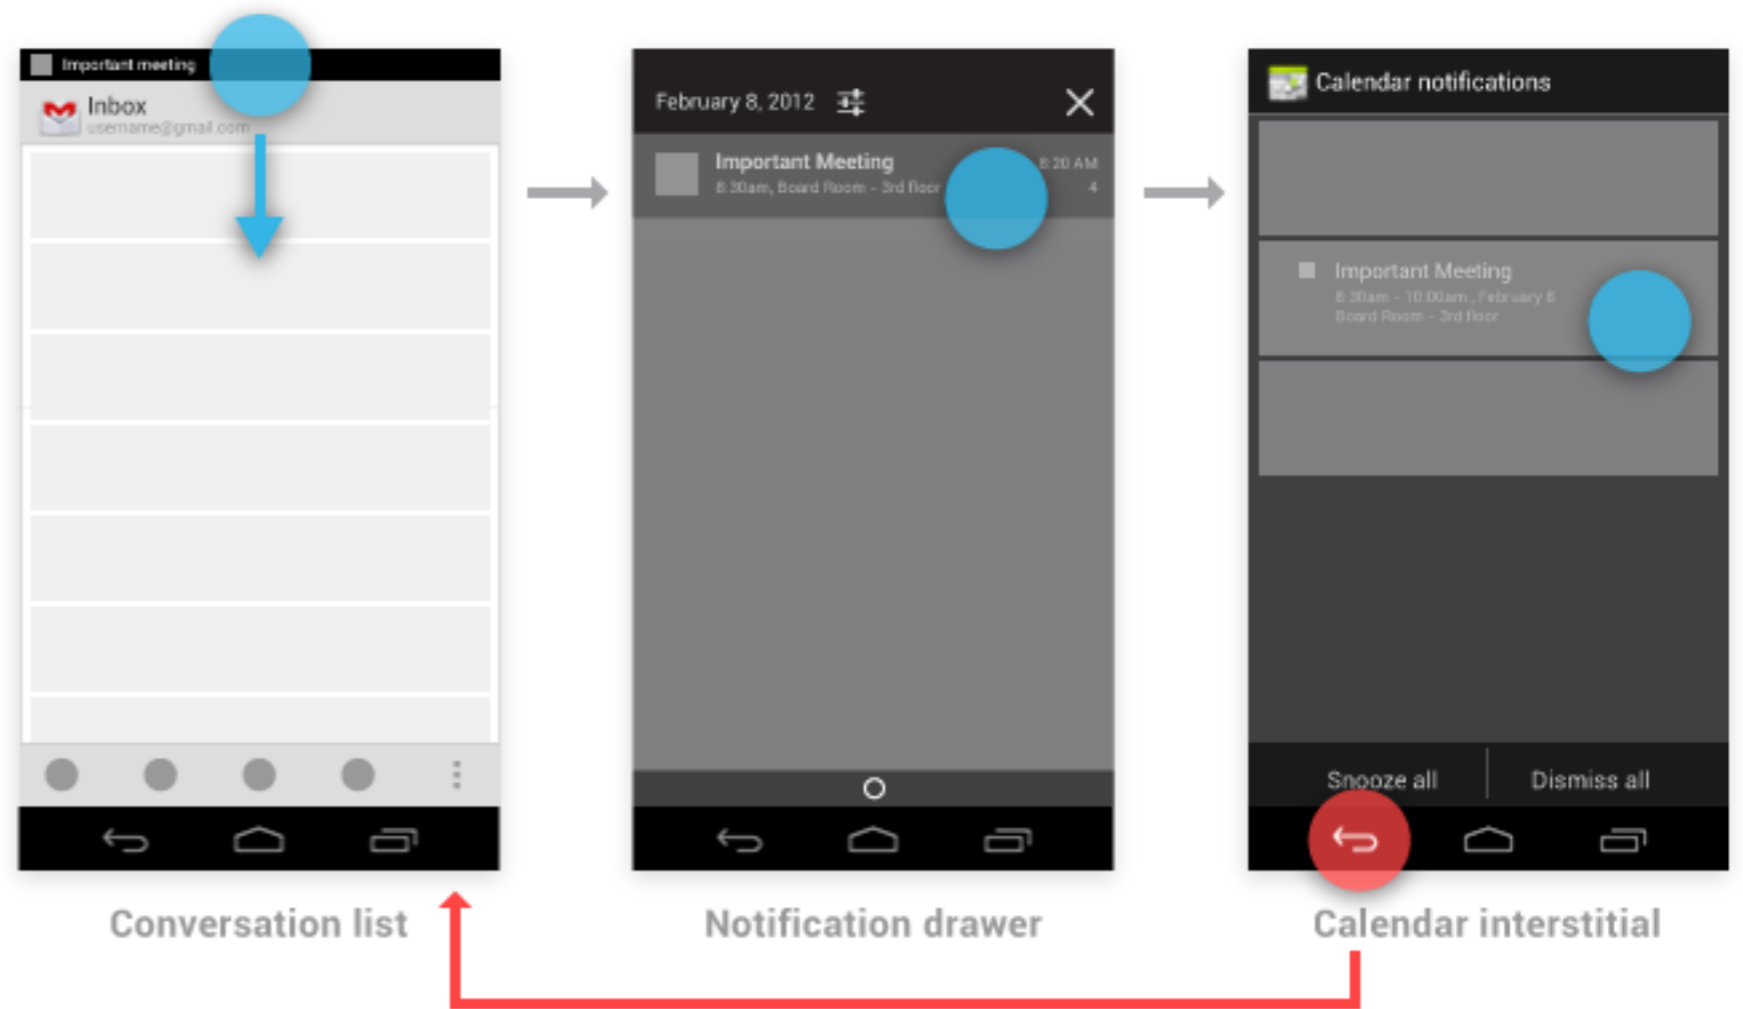 Important meeting
Inbox
username@gmail.com
Conversation list
February 8, 2012
Important Meeting
8:20 AM
8:30am, Board Room - 3rd floor
4
Notification drawer
Calendar notifications
Important Meeting
8:30am - 10:00am, February 8
Board Room - 3rd floor
Snooze all
Dismiss all
Calendar interstitial